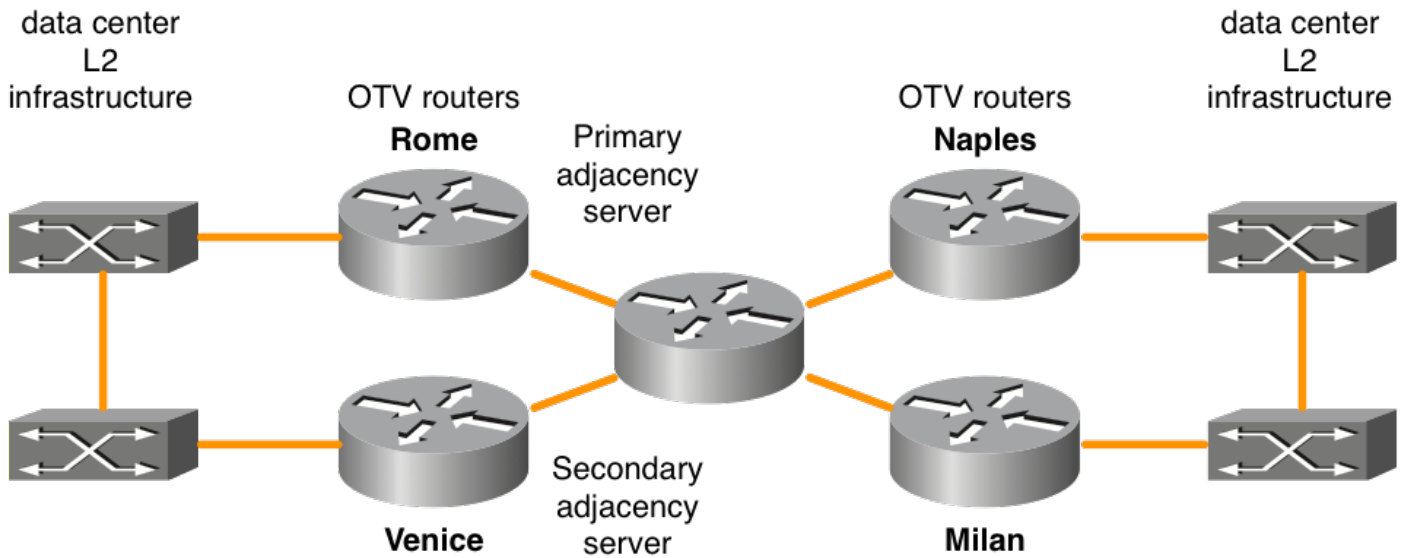 data center
L2
infrastructure
OTV routers
Rome
Primary
adjacency
server
OTV routers
Naples
data center
L2
infrastructure
Secondary
adjacency
server
Venice
Milan